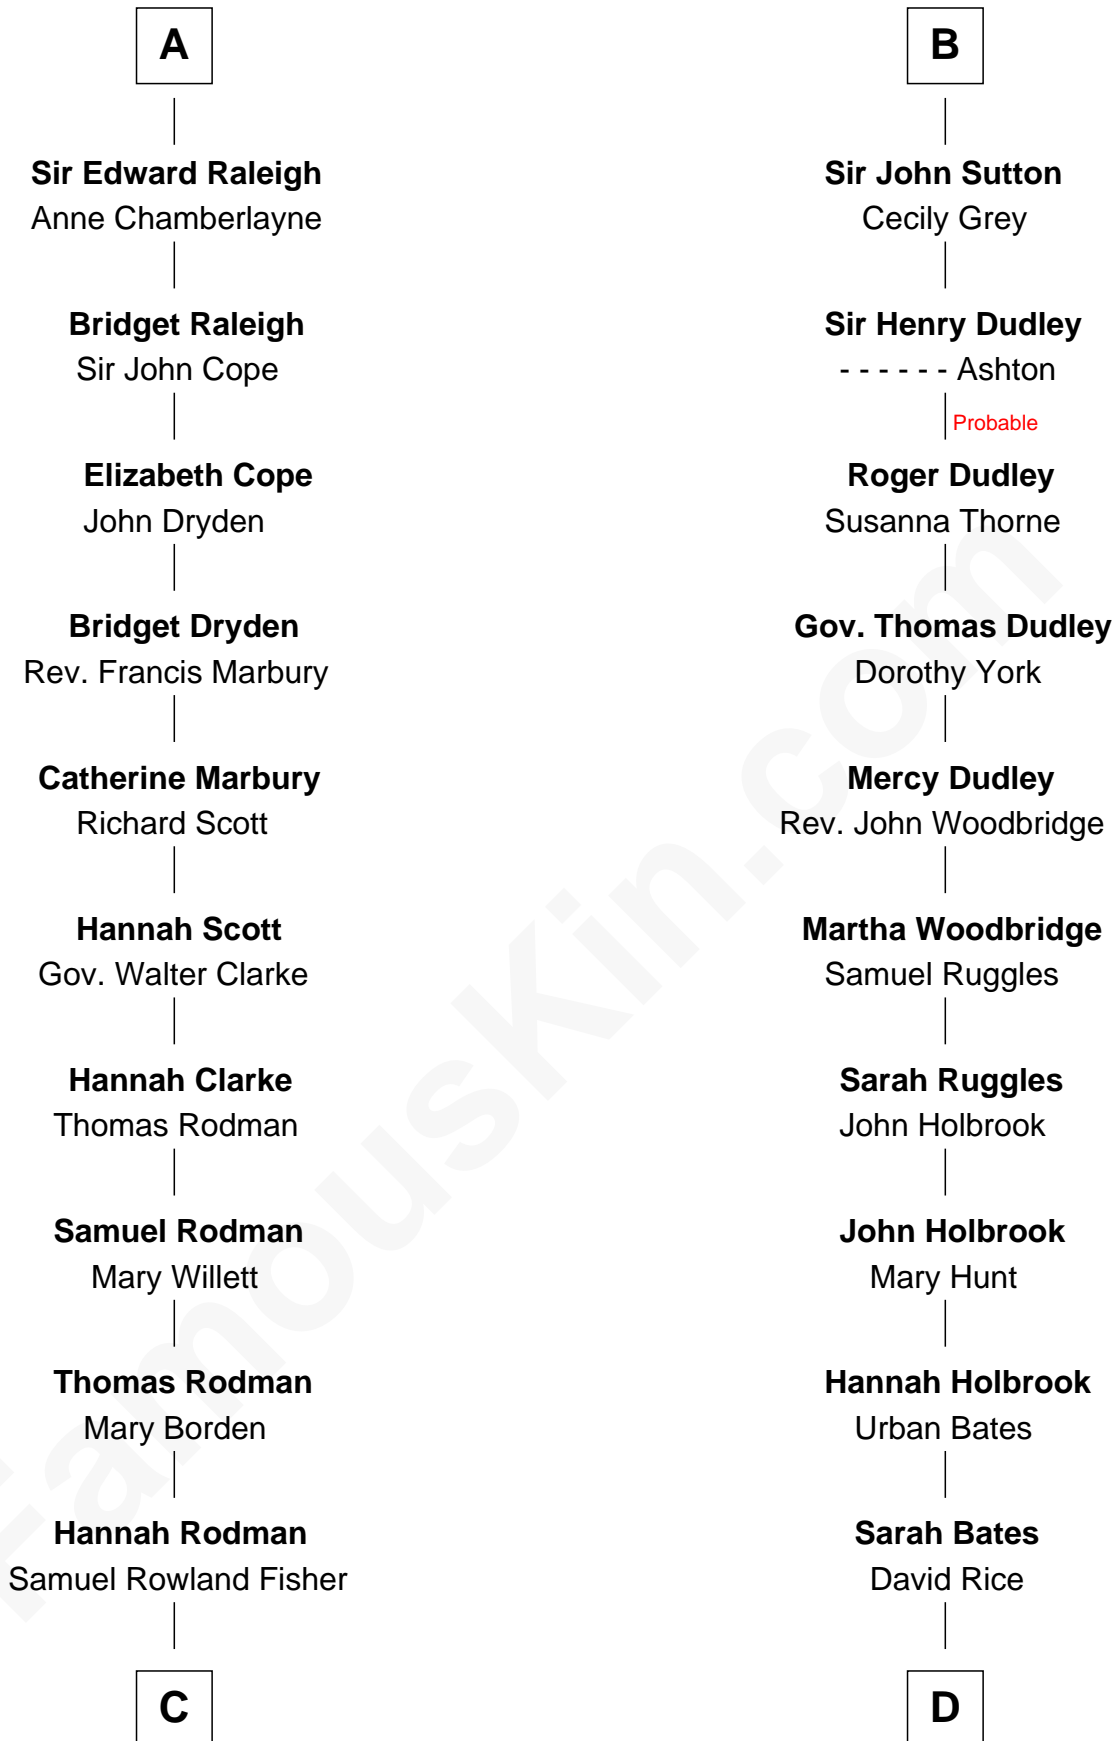 A
Sir Edward Raleigh
Anne Chamberlayne
Bridget Raleigh
Sir John Cope
Elizabeth Cope
John Dryden
Bridget Dryden
Rev. Francis Marbury
Catherine Marbury
Richard Scott
Hannah Scott
Gov. Walter Clarke
Hannah Clarke
Thomas Rodman
Samuel Rodman
Mary Willett
Thomas Rodman
Mary Borden
Hannah Rodman
Samuel Rowland Fisher
C
B
Sir John Sutton
Cecily Grey
Sir Henry Dudley
- - - - - - Ashton
Probable
Roger Dudley
Susanna Thorne
Gov. Thomas Dudley
Dorothy York
Mercy Dudley
Rev. John Woodbridge
Martha Woodbridge
Samuel Ruggles
Sarah Ruggles
John Holbrook
John Holbrook
Mary Hunt
Hannah Holbrook
Urban Bates
Sarah Bates
David Rice
D
FamousKin.com